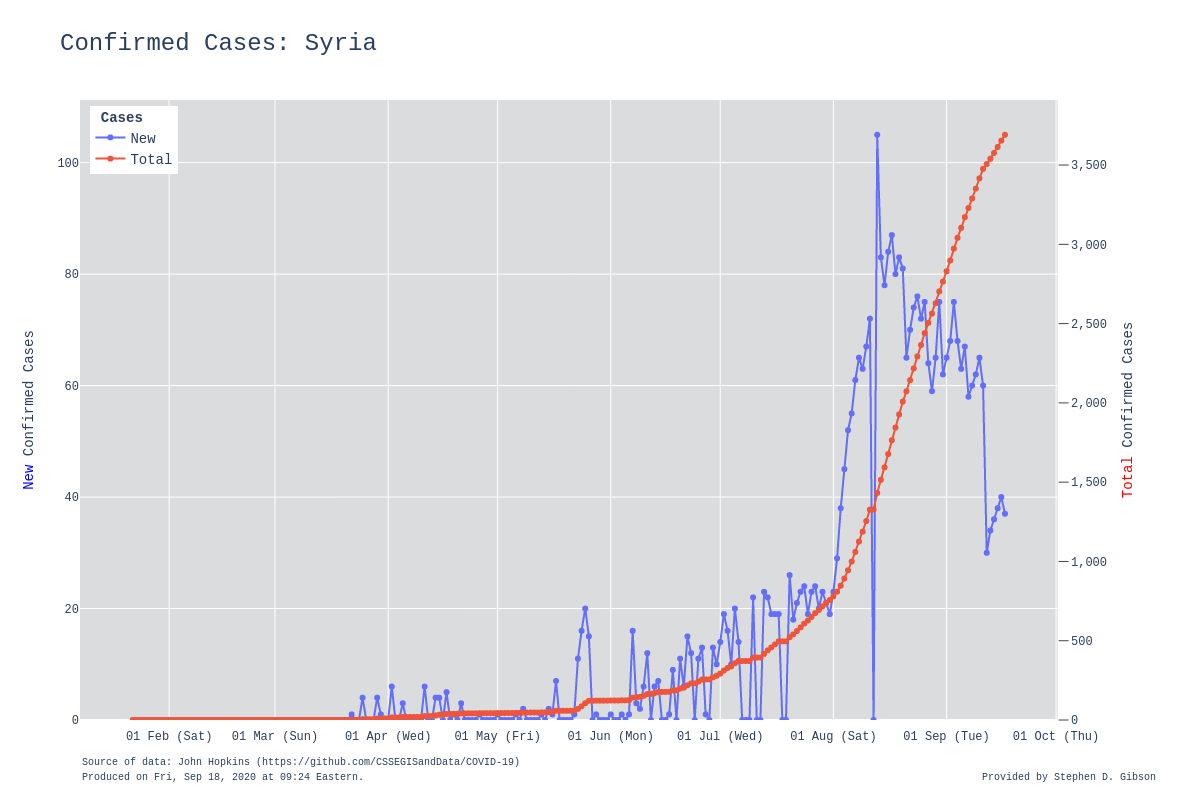 Confirmed Cases: Syria
Cases
New
Total
100
80
60
40
20
0
New Confirmed Cases
3,500
3,000
2,500
2,000
1,500
1,000
500
0
Total Confirmed Cases
01 Feb (Sat) 01 Mar (Sun) 01 Apr (Wed) 01 May (Fri) 01 Jun (Mon) 01 Jul (Wed) 01 Aug (Sat) 01 Sep (Tue) 01 Oct (Thu)
Source of data: John Hopkins (https://github.com/CSSEGISandData/COVID-19)
Produced on Fri, Sep 18, 2020 at 09:24 Eastern.
Provided by Stephen D. Gibson